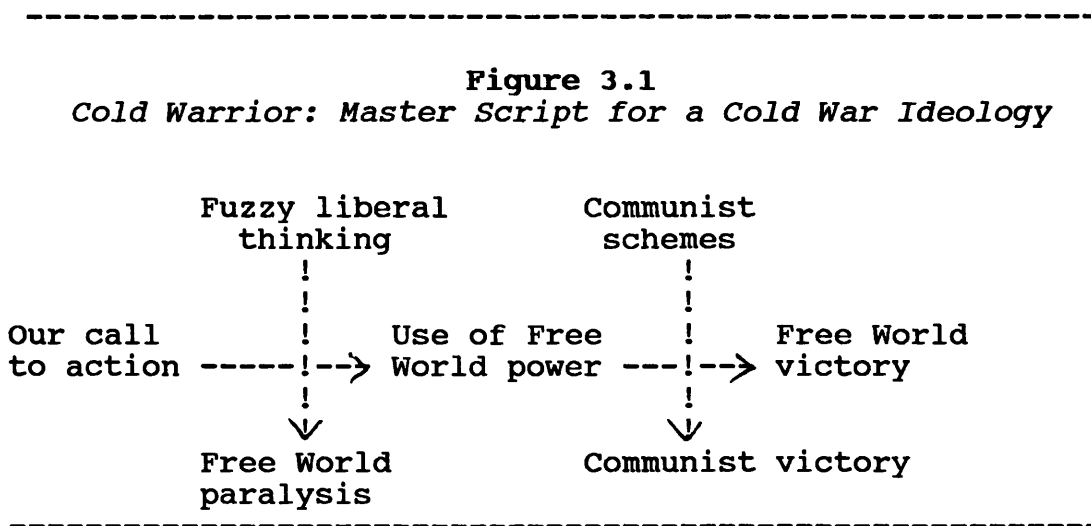 Figure 3.1
Cold Warrior: Master Script for a Cold War Ideology
Fuzzy liberal
thinking
Communist
schemes
Our call
to action
Use of Free
World power
Free World
victory
Free World
paralysis
Communist victory